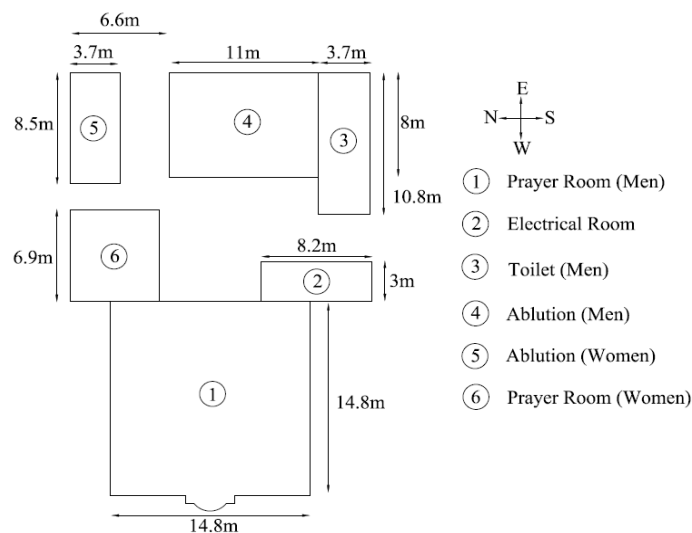 6.6m
3.7m
11m
3.7m
8.5m
5
4
3
8m
10.8m
E
N
S
W
1 Prayer Room (Men)
2 Electrical Room
3 Toilet (Men)
4 Ablution (Men)
5 Ablution (Women)
6 Prayer Room (Women)
6.9m
6
8.2m
2
3m
1
14.8m
14.8m